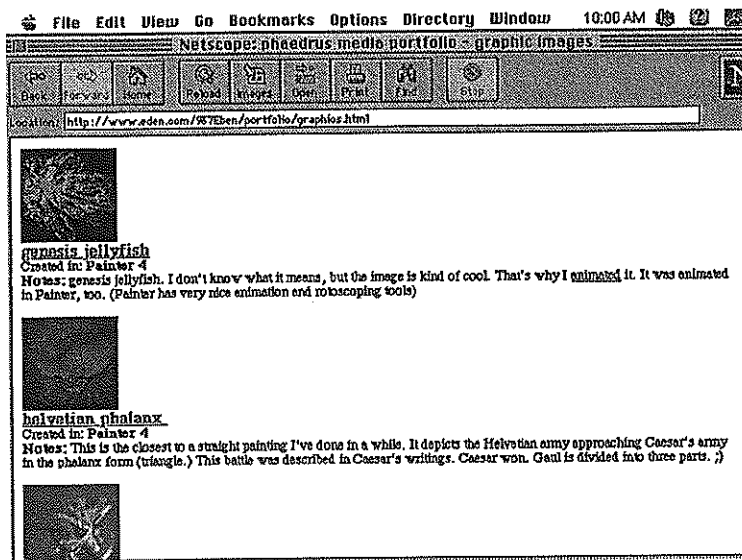 File Edit View Go Bookmarks Options Directory Window 10:00 AM
Netscape: phaedrus media portfolio - graphic images
Back Forward Home Reload Images Open Print Find Stop
Location: http://www.eden.com/%7Eben/portfolio/graphics.html
genesis jellyfish
Created in: Painter 4
Notes: genesis jellyfish. I don't know what it means, but the image is kind of cool. That's why I animated it. It was animated
in Painter, too. (Painter has very nice animation and rotoscoping tools)
helvetian phalanx
Created in: Painter 4
Notes: This is the closest to a straight painting I've done in a while. It depicts the Helvetian army approaching Caesar's army
in the phalanx form (triangle.) This battle was described in Caesar's writings. Caesar won. Gaul is divided into three parts. ;)